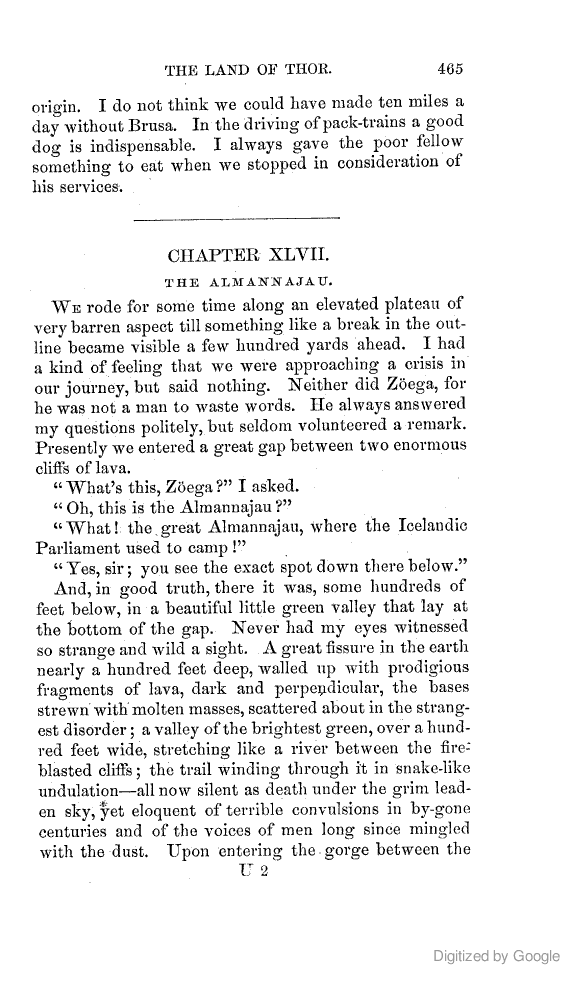 THE LAND OF THOR. 465
origin. I do not think we could have made ten miles a
day without Brusa. In the driving of pack-trains a good
dog is indispensable. I always gave the poor fellow
something to eat when we stopped in consideration of
his services.
CHAPTER XLVII.
THE ALMANNAJAU.
WE rode for some time along an elevated plateau of
very barren aspect till something like a break in the out-
line became visible a few hundred yards ahead. I had
a kind of feeling that we were approaching a crisis in
our journey, but said nothing. Neither did Zöega, for
he was not a man to waste words. He always answered
my questions politely, but seldom volunteered a remark.
Presently we entered a great gap between two enormous
cliffs of lava.
"What's this, Zöega?" I asked.
"Oh, this is the Almannajau?"
"What! the great Almannajau, where the Icelandic
Parliament used to camp!"
"Yes, sir; you see the exact spot down there below."
And, in good truth, there it was, some hundreds of
feet below, in a beautiful little green valley that lay at
the bottom of the gap. Never had my eyes witnessed
so strange and wild a sight. A great fissure in the earth
nearly a hundred feet deep, walled up with prodigious
fragments of lava, dark and perpendicular, the bases
strewn with molten masses, scattered about in the strang-
est disorder; a valley of the brightest green, over a hund-
red feet wide, stretching like a river between the fire-
blasted cliffs; the trail winding through it in snake-like
undulation—all now silent as death under the grim lead-
en sky, yet eloquent of terrible convulsions in by-gone
centuries and of the voices of men long since mingled
with the dust. Upon entering the gorge between the
U 2
Digitized by Google